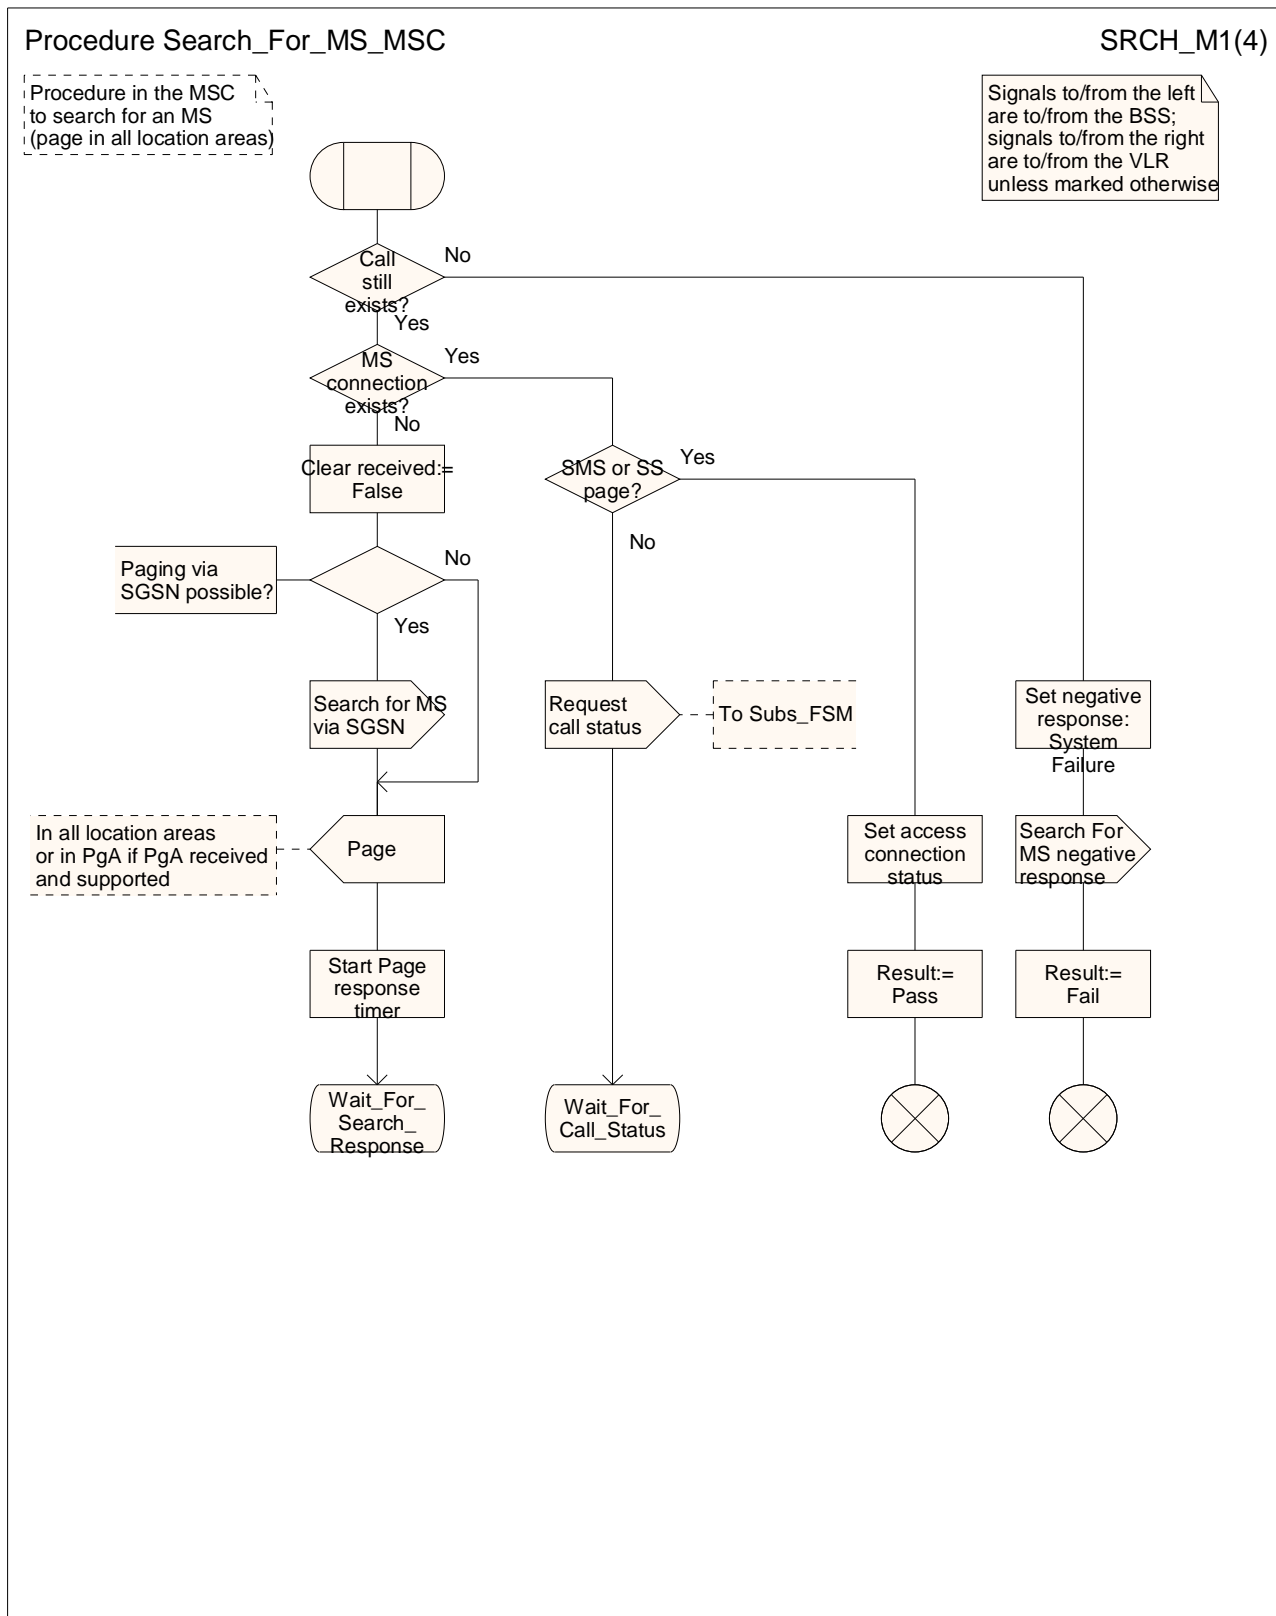 Procedure Search_For_MS_MSC
SRCH_M1(4)
Procedure in the MSC
to search for an MS
(page in all location areas)
Signals to/from the left
are to/from the BSS;
signals to/from the right
are to/from the VLR
unless marked otherwise
Call
still
exists?
No
Yes
MS
connection
exists?
Yes
No
Clear received:=
False
SMS or SS
page?
Yes
No
Paging via
SGSN possible?
No
Yes
Search for MS
via SGSN
Request
call status
To Subs_FSM
Set negative
response:
System
Failure
In all location areas
or in PgA if PgA received
and supported
Page
Set access
connection
status
Search For
MS negative
response
Start Page
response
timer
Result:=
Pass
Result:=
Fail
Wait_For_
Search_
Response
Wait_For_
Call_Status